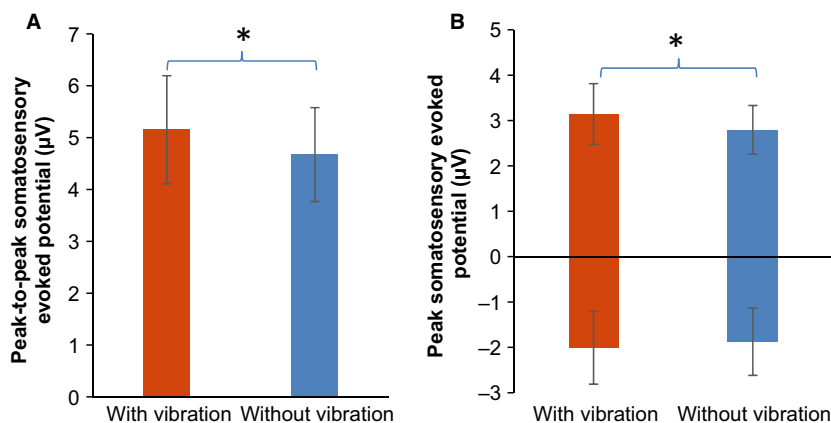 A
Peak-to-peak somatosensory
evoked potential (µV)
7
6
5
4
3
2
1
0
*
With vibration
Without vibration
B
Peak somatosensory evoked
potential (µV)
5
4
3
2
1
0
–1
–2
–3
*
With vibration
Without vibration